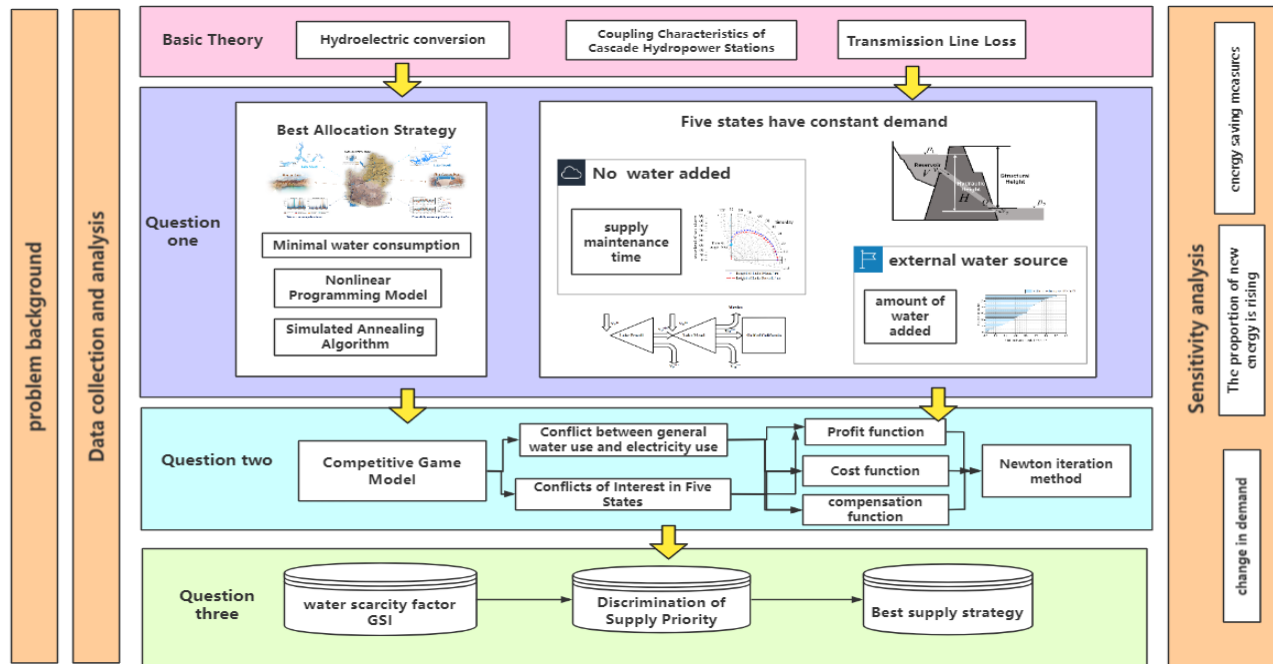 problem background
Data collection and analysis
Basic Theory
Hydroelectric conversion
Coupling Characteristics of
Cascade Hydropower Stations
Transmission Line Loss
Question
one
Best Allocation Strategy
Minimal water consumption
Nonlinear
Programming Model
Simulated Annealing
Algorithm
Five states have constant demand
No water added
supply
maintenance
time
Reservoir
Structural
Height
Hydraulic
Height
H
external water source
amount of
water
added
Question two
Competitive Game
Model
Conflict between general
water use and electricity use
Conflicts of Interest in Five
States
Profit function
Cost function
compensation
function
Newton iteration
method
Question
three
water scarcity factor
GSI
Discrimination of
Supply Priority
Best supply strategy
Sensitivity analysis
energy saving measures
The proportion of new
energy is rising
change in demand